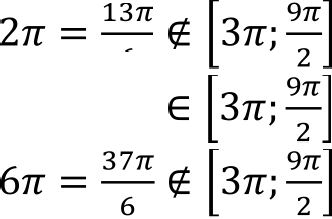 2π = 13π/ ∉ [3π; 9π/2]
∈ [3π; 9π/2]
6π = 37π/6 ∉ [3π; 9π/2]